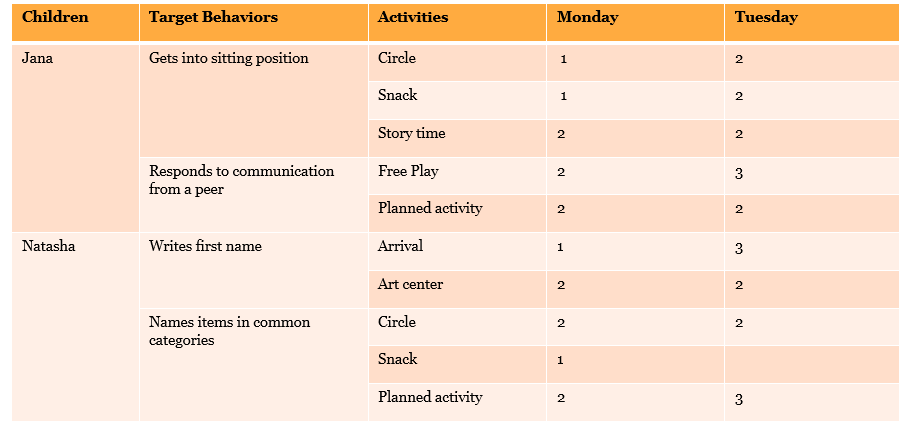 Children Target Behaviors Activities Monday Tuesday
Jana Gets into sitting position Circle 1 2
Snack 1 2
Story time 2 2
Responds to communication Free Play 2 3
from a peer
Planned activity 2 2
Natasha Writes first name Arrival 1 3
Art center 2 2
Names items in common Circle 2 2
categories
Snack 1
Planned activity 2 3